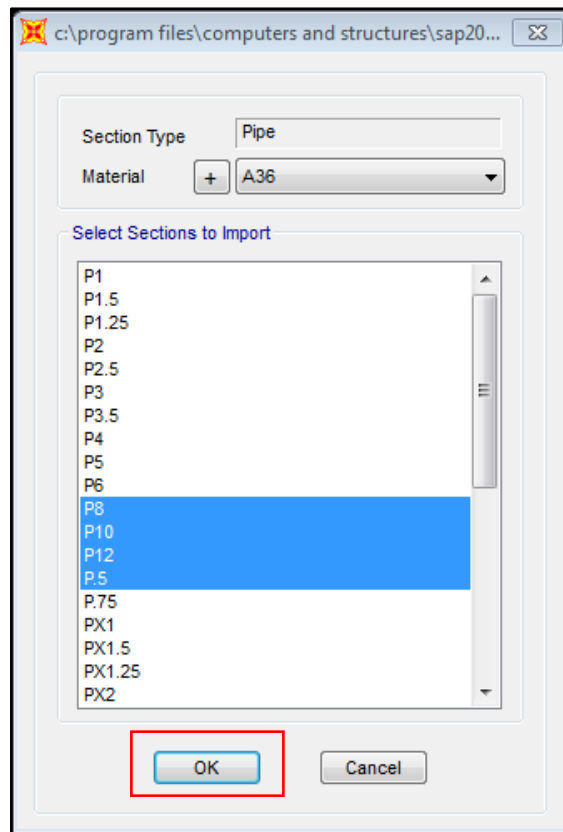 c:\program files\computers and structures\sap20...
Section Type Pipe
Material + A36
Select Sections to Import
P1
P1.5
P1.25
P2
P2.5
P3
P3.5
P4
P5
P6
P8
P10
P12
P.5
P.75
PX1
PX1.5
PX1.25
PX2
OK Cancel